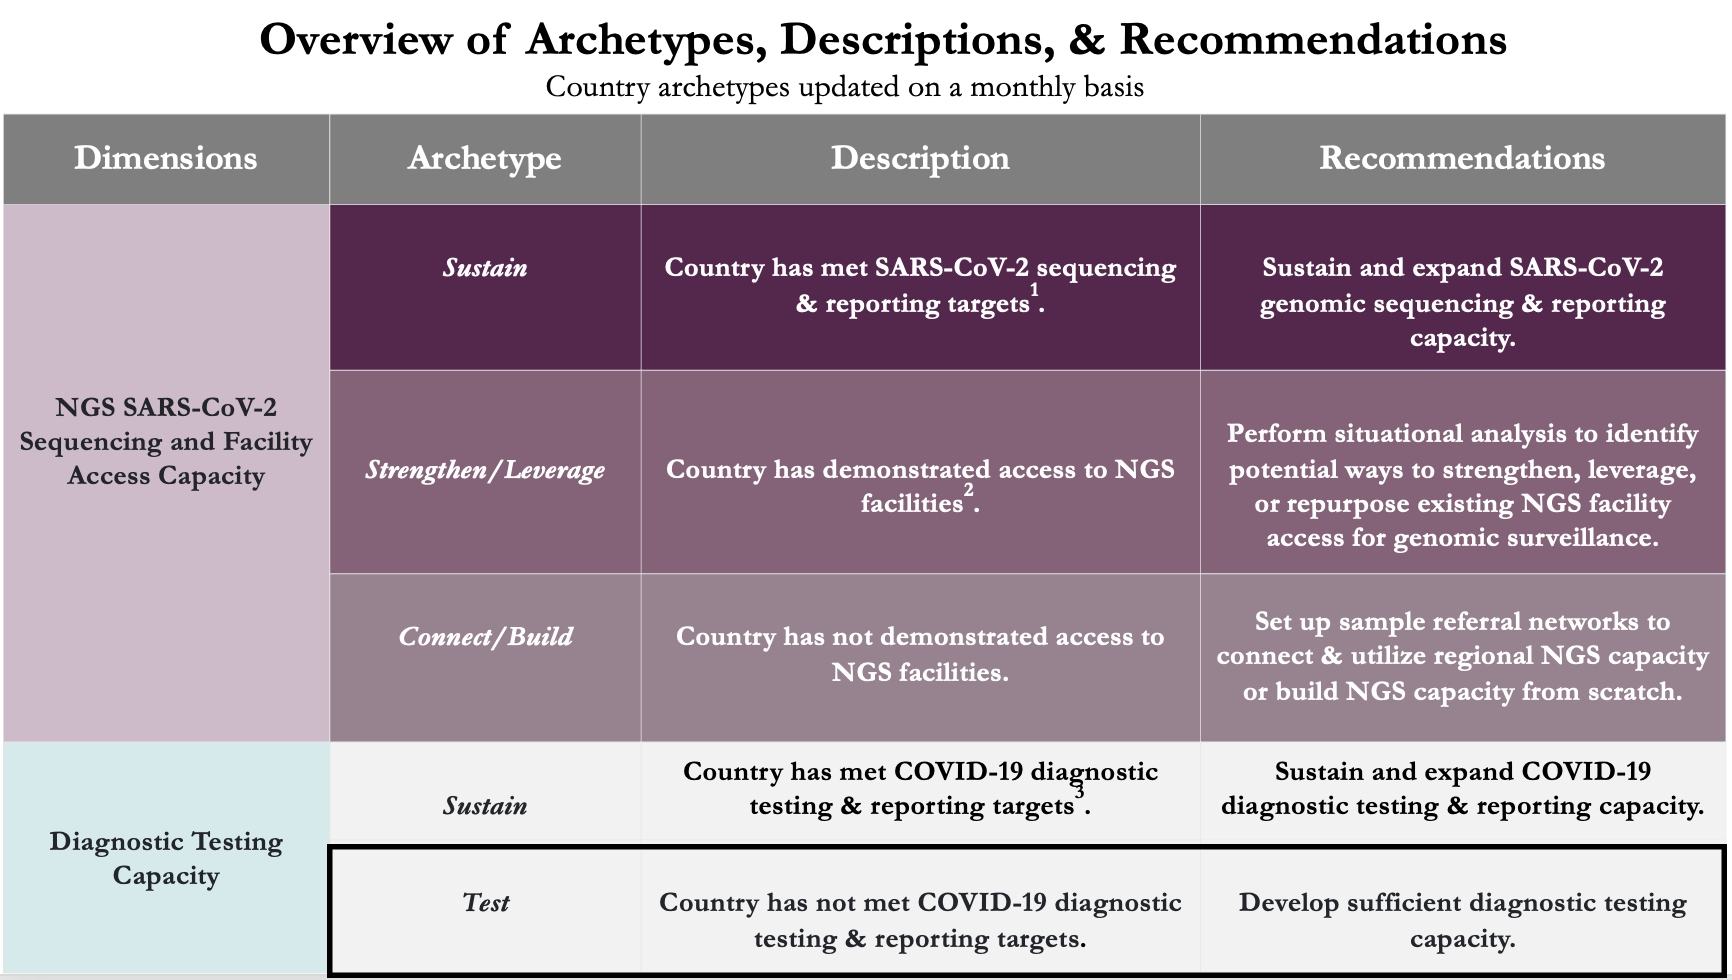 Overview of Archetypes, Descriptions, & Recommendations
Country archetypes updated on a monthly basis
Dimensions
Archetype
Description
Recommendations
NGS SARS-CoV-2
Sequencing and Facility
Access Capacity
Sustain
Country has met SARS-CoV-2 sequencing
& reporting targets¹.
Sustain and expand SARS-CoV-2
genomic sequencing & reporting
capacity.
Strengthen/Leverage
Country has demonstrated access to NGS
facilities².
Perform situational analysis to identify
potential ways to strengthen, leverage,
or repurpose existing NGS facility
access for genomic surveillance.
Connect/Build
Country has not demonstrated access to
NGS facilities.
Set up sample referral networks to
connect & utilize regional NGS capacity
or build NGS capacity from scratch.
Diagnostic Testing
Capacity
Sustain
Country has met COVID-19 diagnostic
testing & reporting targets³.
Sustain and expand COVID-19
diagnostic testing & reporting capacity.
Test
Country has not met COVID-19 diagnostic
testing & reporting targets.
Develop sufficient diagnostic testing
capacity.